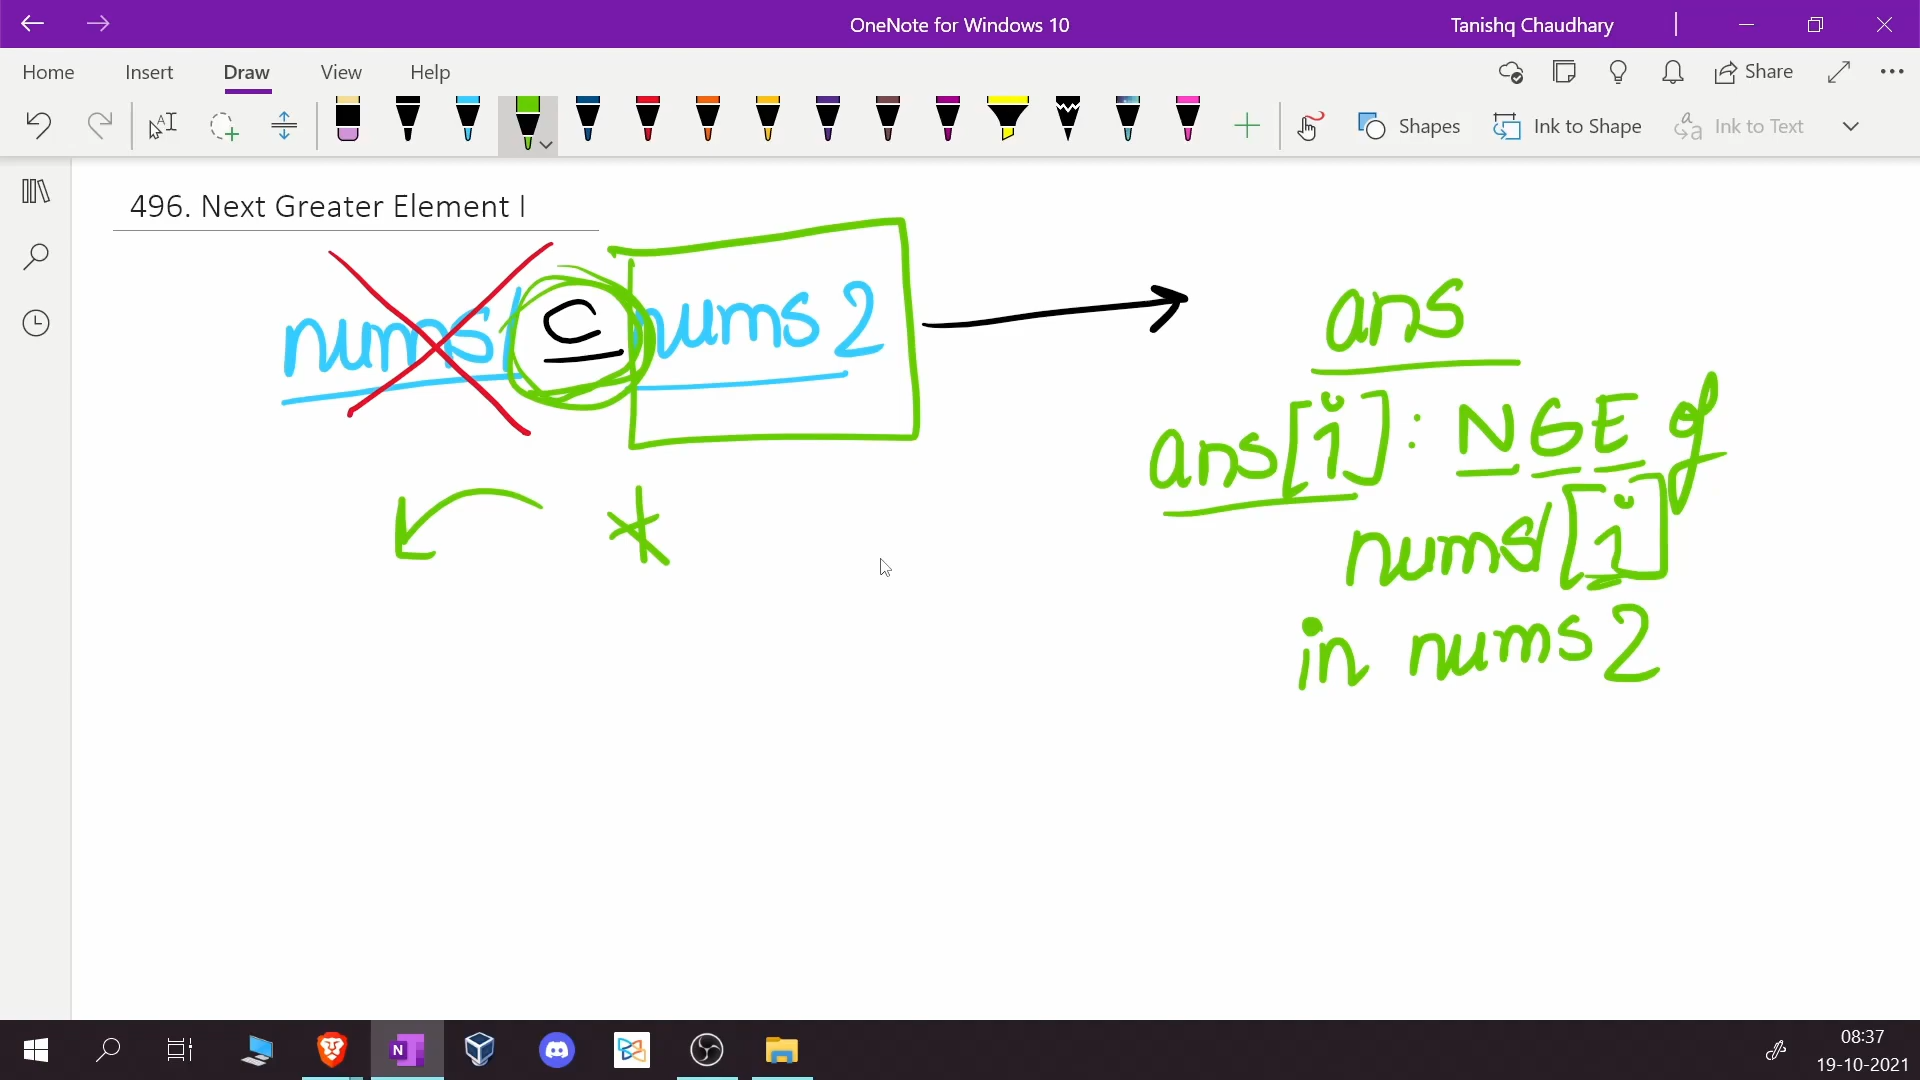 OneNote for Windows 10
Tanishq Chaudhary
Home Insert Draw View Help
Share
Shapes
Ink to Shape
Ink to Text
496. Next Greater Element I
nums1 ⊆ nums2
ans
ans[i] : NGE of
nums1[i]
in nums2
*
08:37
19-10-2021